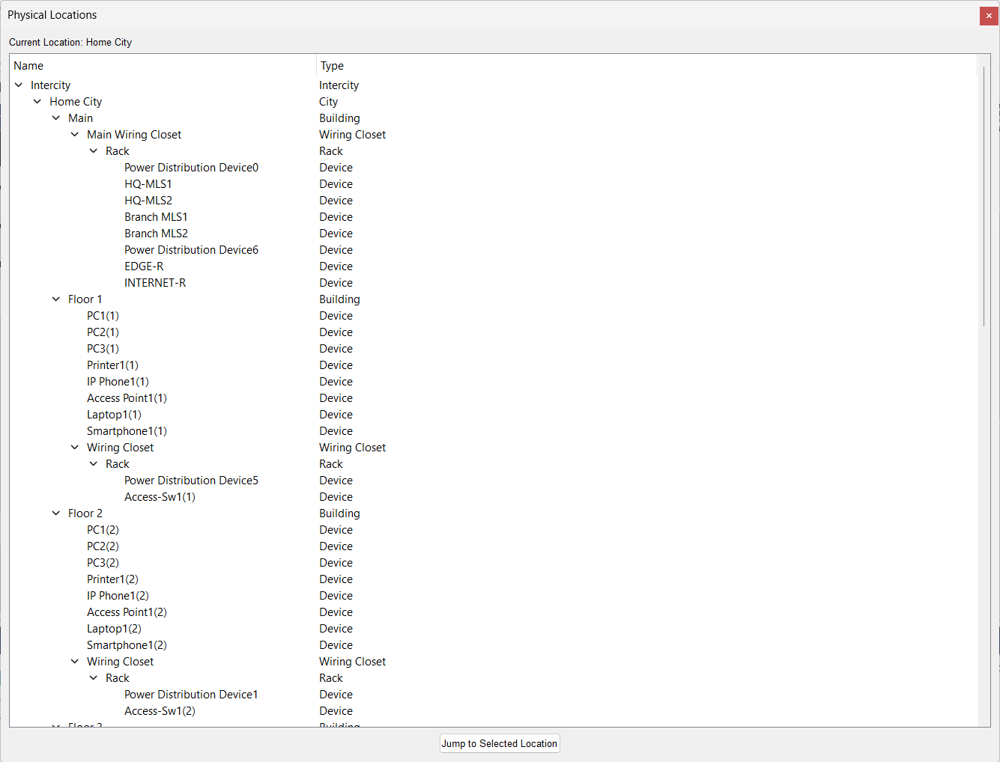 Physical Locations
Current Location: Home City
Name Type
Intercity Intercity
Home City City
Main Building
Main Wiring Closet Wiring Closet
Rack Rack
Power Distribution Device0 Device
HQ-MLS1 Device
HQ-MLS2 Device
Branch MLS1 Device
Branch MLS2 Device
Power Distribution Device6 Device
EDGE-R Device
INTERNET-R Device
Floor 1 Building
PC1(1) Device
PC2(1) Device
PC3(1) Device
Printer1(1) Device
IP Phone1(1) Device
Access Point1(1) Device
Laptop1(1) Device
Smartphone1(1) Device
Wiring Closet Wiring Closet
Rack Rack
Power Distribution Device5 Device
Access-Sw1(1) Device
Floor 2 Building
PC1(2) Device
PC2(2) Device
PC3(2) Device
Printer1(2) Device
IP Phone1(2) Device
Access Point1(2) Device
Laptop1(2) Device
Smartphone1(2) Device
Wiring Closet Wiring Closet
Rack Rack
Power Distribution Device1 Device
Access-Sw1(2) Device
Floor Building
Jump to Selected Location